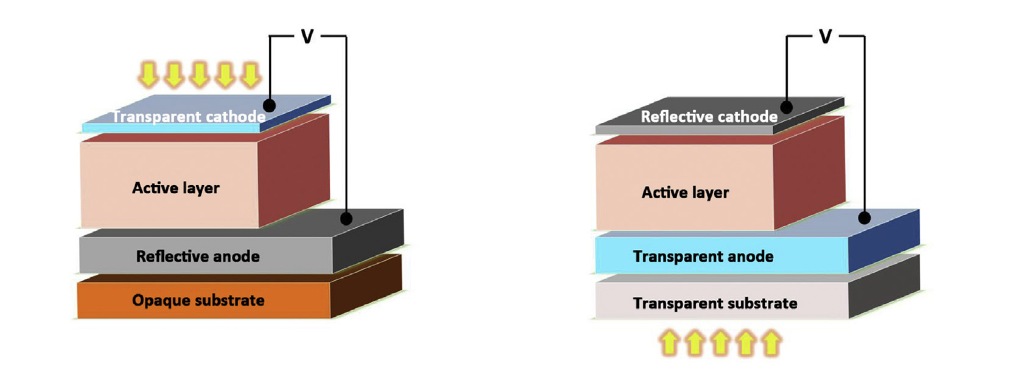 V
Transparent cathode
Active layer
Reflective anode
Opaque substrate
V
Reflective cathode
Active layer
Transparent anode
Transparent substrate